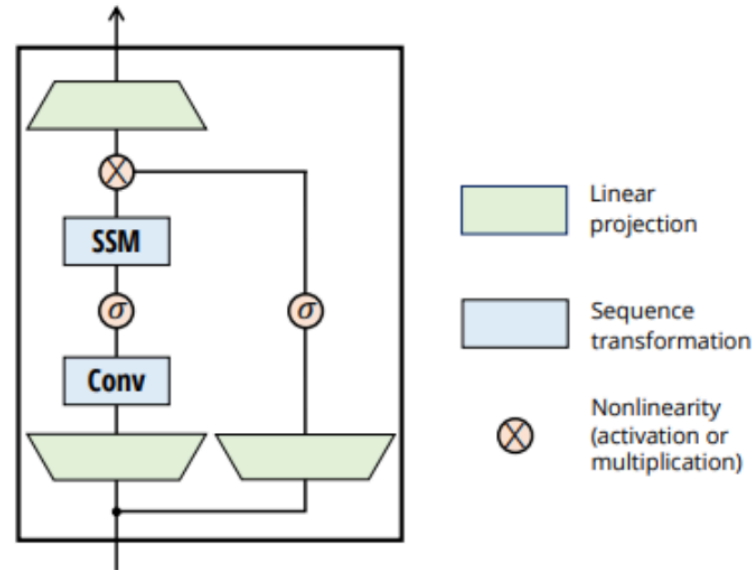 SSM
σ
σ
Conv
Linear
projection
Sequence
transformation
Nonlinearity
(activation or
multiplication)